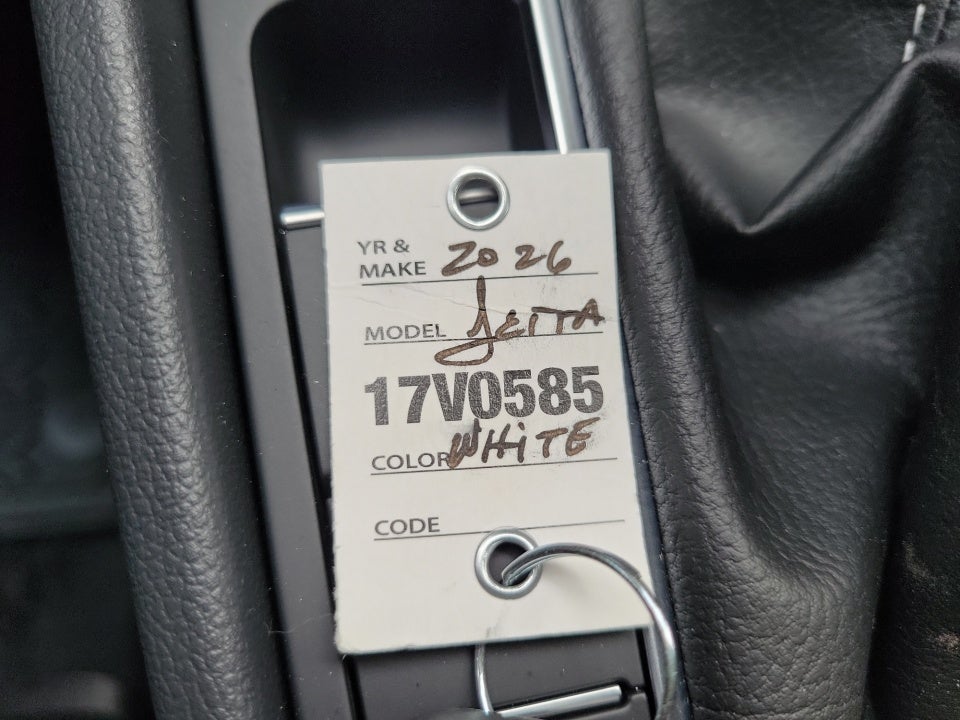 YR &
MAKE 2026
MODEL JETTA
17V0585
COLOR WHITE
CODE